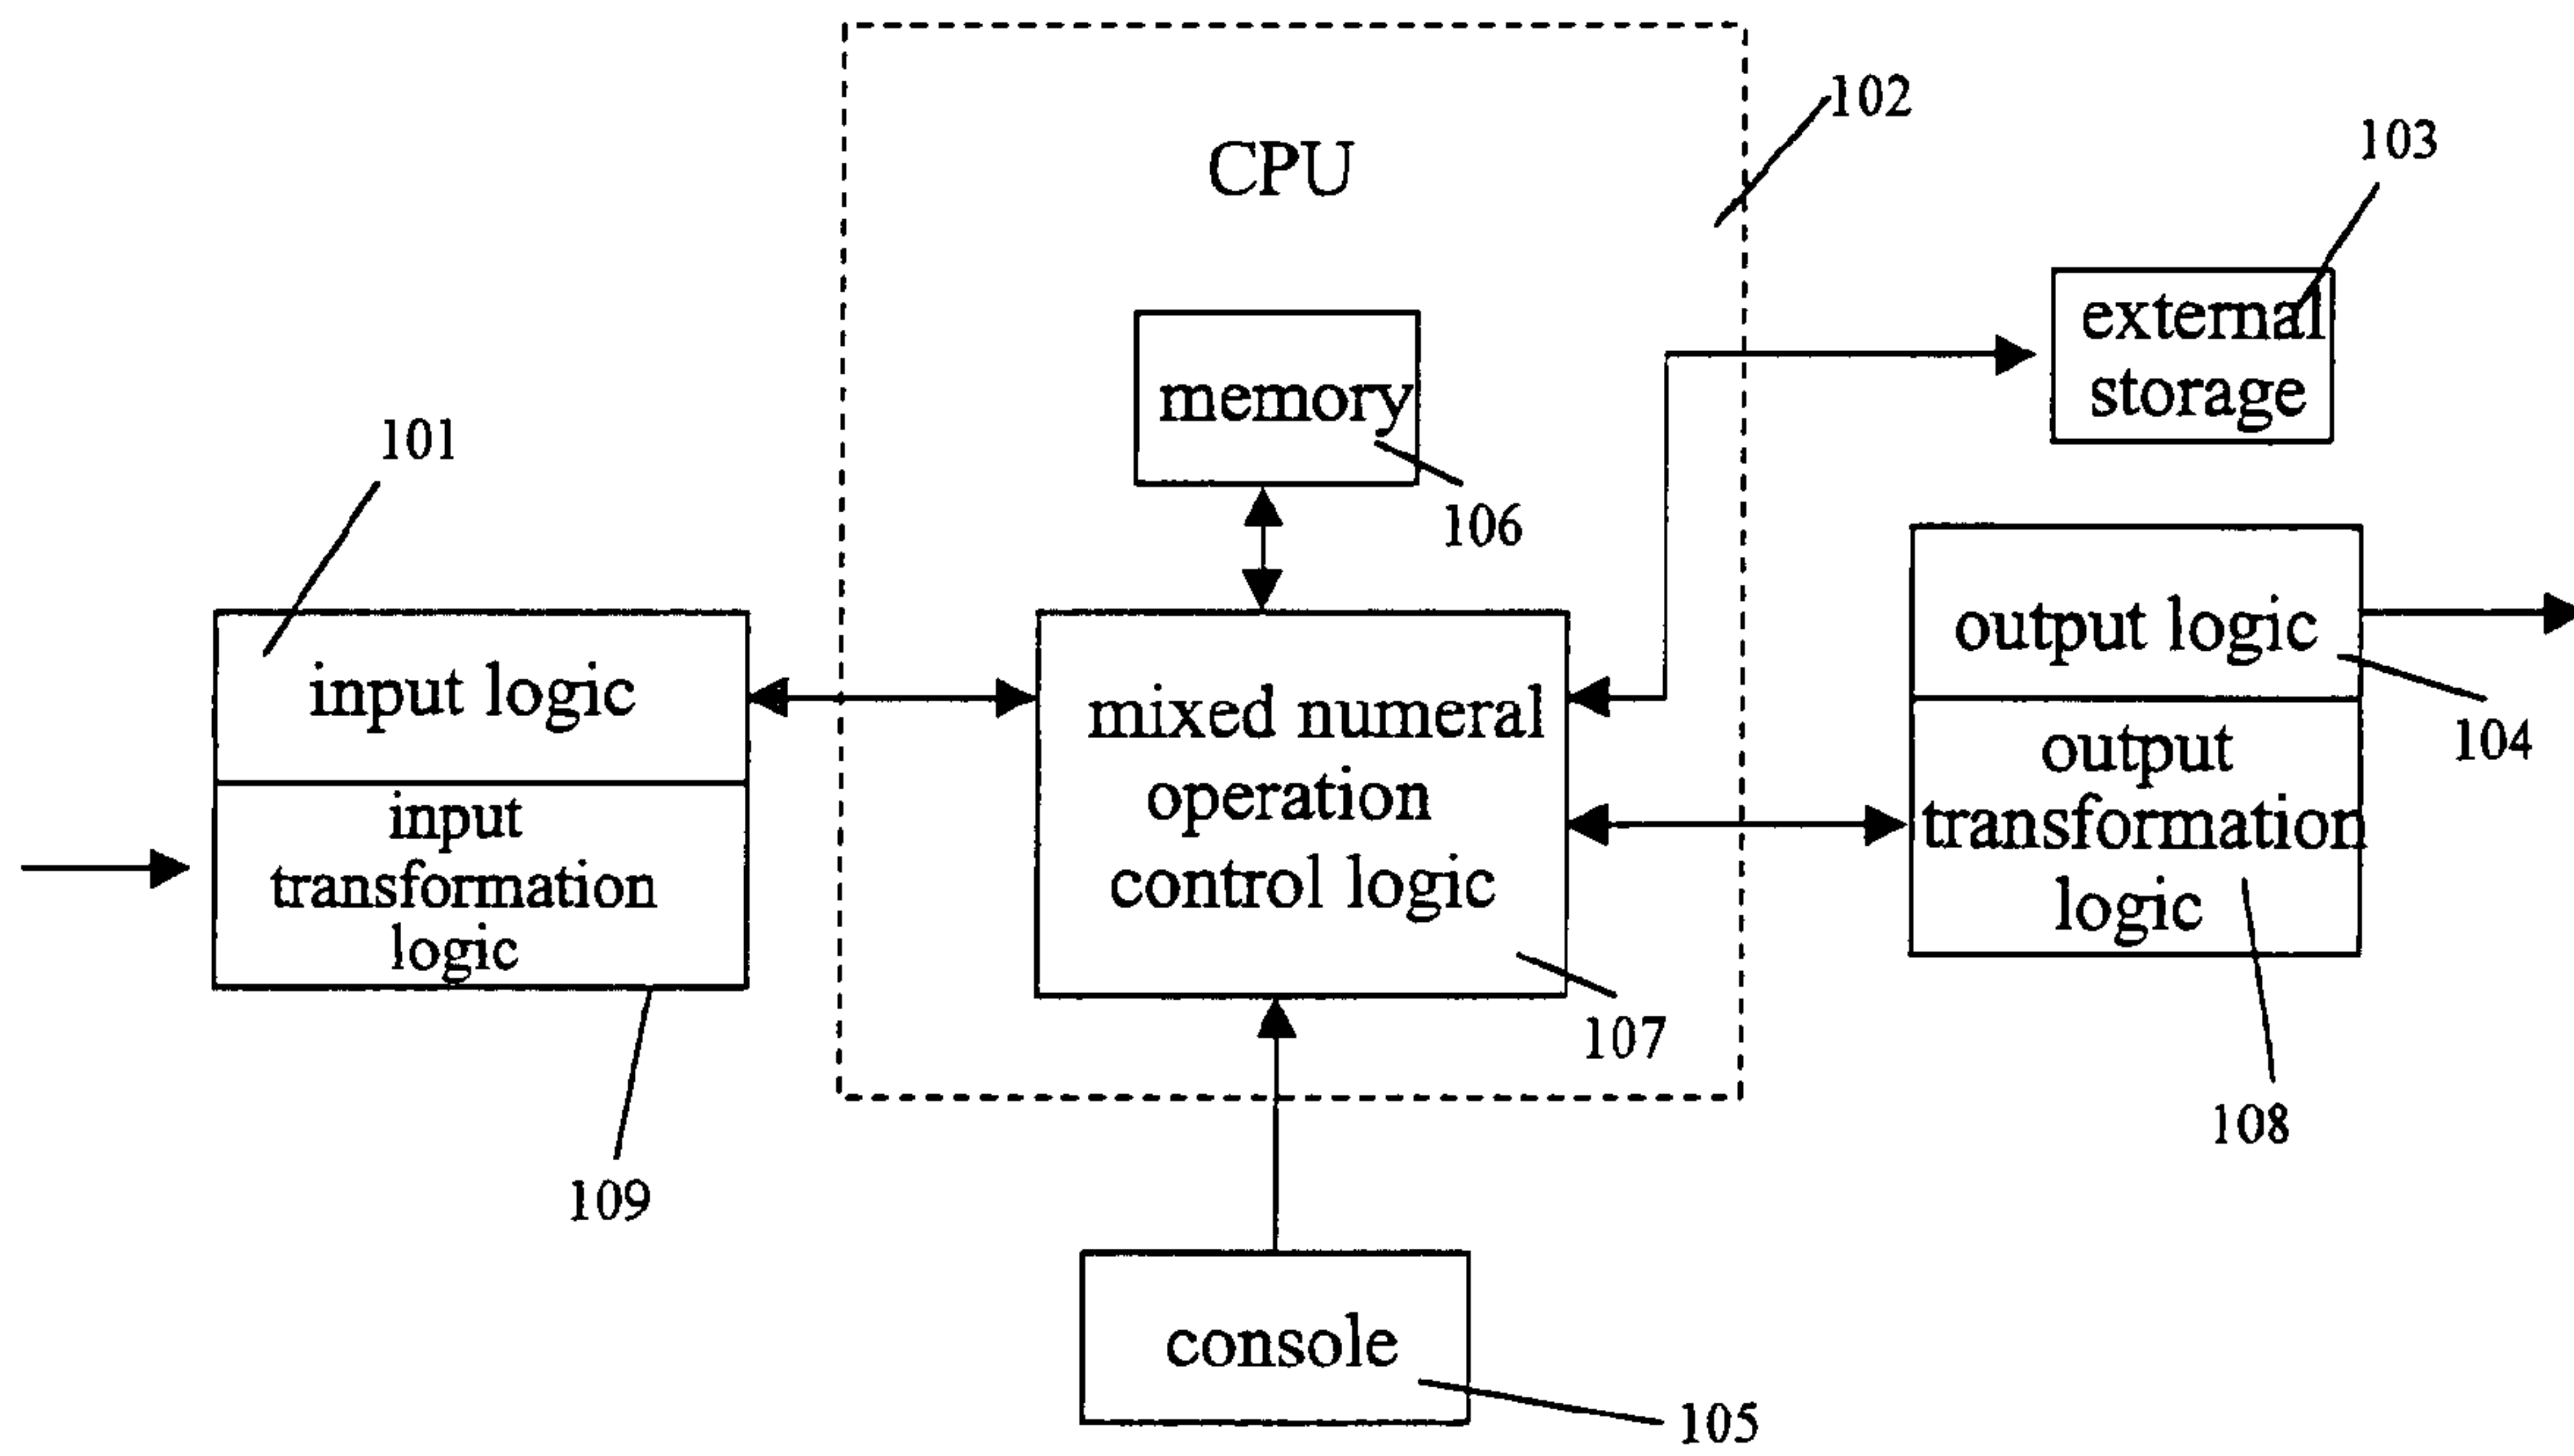 CPU
102
103
external
storage
memory
106
101
input logic
input
transformation
logic
109
mixed numeral
operation
control logic
107
output logic
104
output
transformation
logic
108
console
105